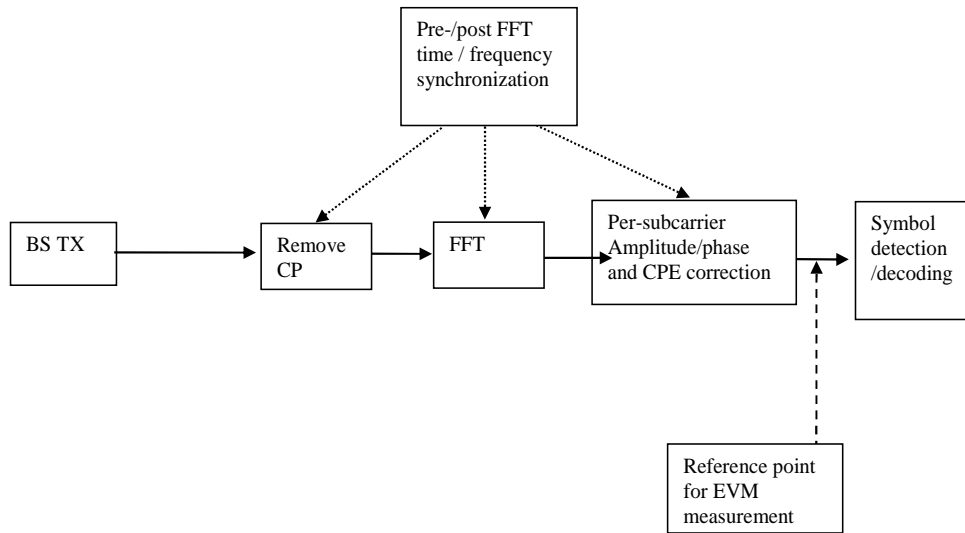 Pre-/post FFT
time / frequency
synchronization
BS TX
Remove
CP
FFT
Per-subcarrier
Amplitude/phase
and CPE correction
Symbol
detection
/decoding
Reference point
for EVM
measurement